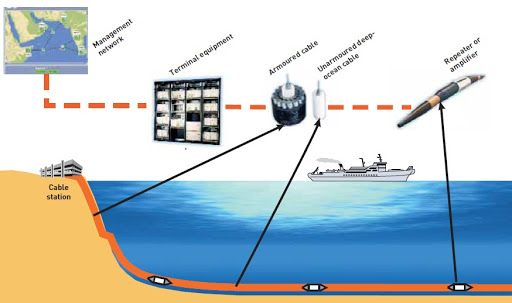 Management
network
Terminal equipment
Armoured cable
Unarmoured deep-
ocean cable
Repeater or
amplifier
Cable
station